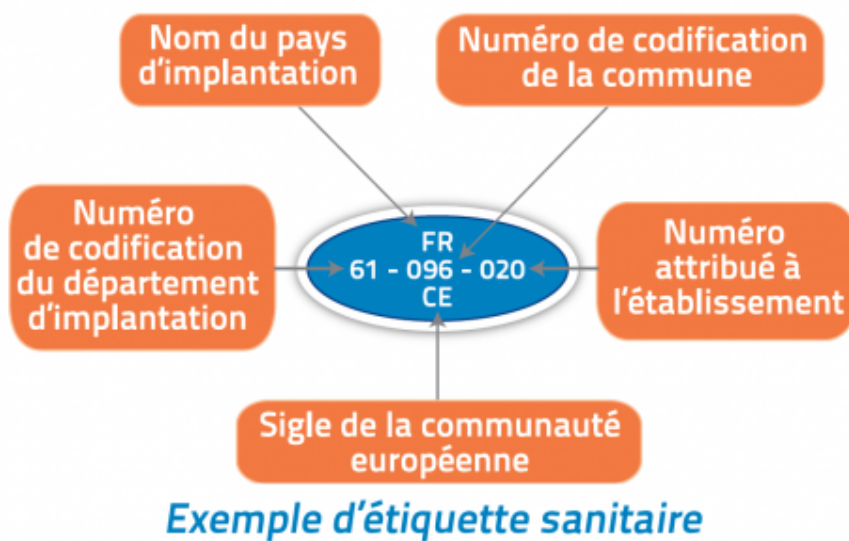 Nom du pays
d'implantation
Numéro de codification
de la commune
Numéro
de codification
du département
d'implantation
FR
61 - 096 - 020
CE
Numéro
attribué à
l'établissement
Sigle de la communauté
européenne
Exemple d'étiquette sanitaire